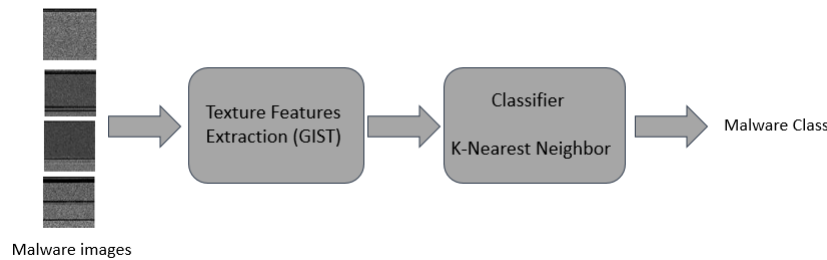 Texture Features
Extraction (GIST)
Classifier
K-Nearest Neighbor
Malware Class
Malware images